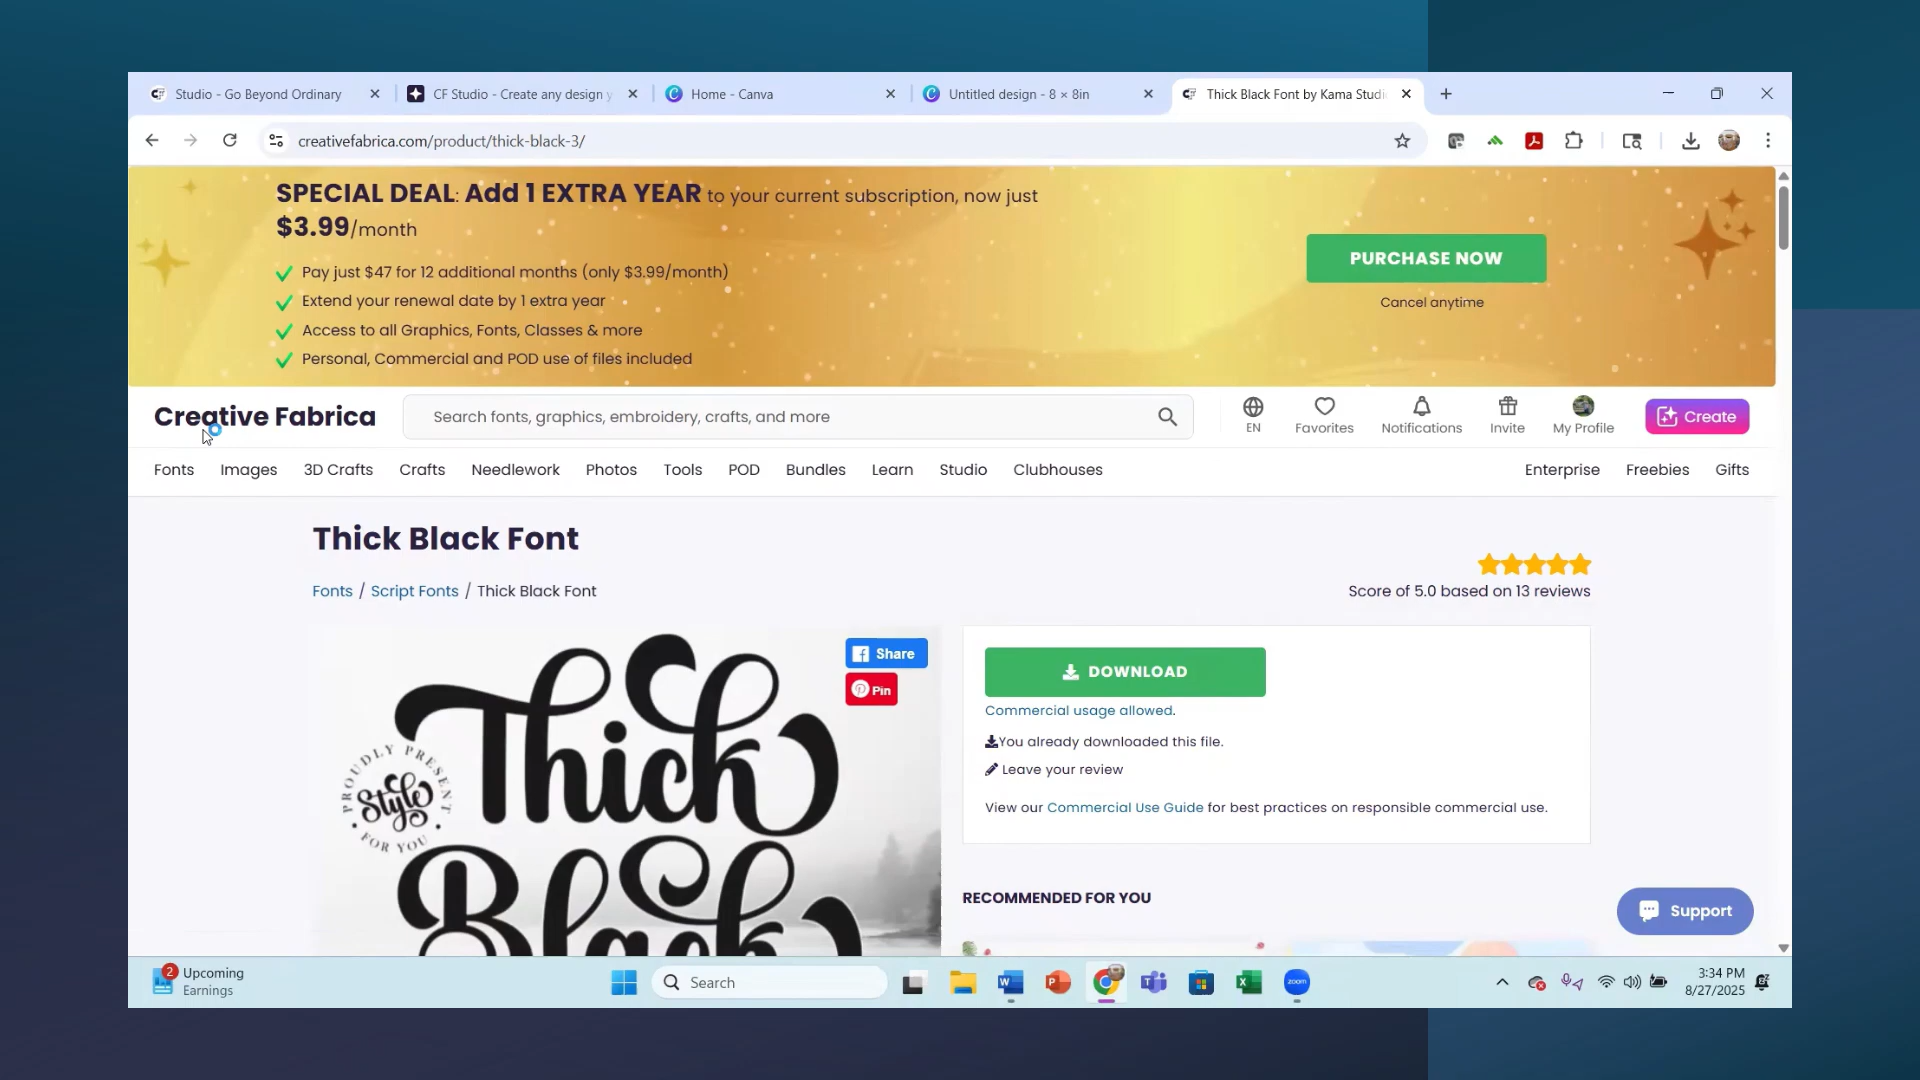 Studio - Go Beyond Ordinary
CF Studio - Create any design y
Home - Canva
Untitled design - 8 × 8in
Thick Black Font by Kama Studi
creativefabrica.com/product/thick-black-3/
SPECIAL DEAL: Add 1 EXTRA YEAR to your current subscription, now just
$3.99/month
Pay just $47 for 12 additional months (only $3.99/month)
Extend your renewal date by 1 extra year
Access to all Graphics, Fonts, Classes & more
Personal, Commercial and POD use of files included
PURCHASE NOW
Cancel anytime
Creative Fabrica
Search fonts, graphics, embroidery, crafts, and more
EN
Favorites
Notifications
Invite
My Profile
Create
Fonts Images 3D Crafts Crafts Needlework Photos Tools POD Bundles Learn Studio Clubhouses Enterprise Freebies Gifts
Thick Black Font
Fonts / Script Fonts / Thick Black Font
Score of 5.0 based on 13 reviews
Share
Pin
Thick
PROUDLY PRESENT
Style
FOR YOU
Black
DOWNLOAD
Commercial usage allowed.
You already downloaded this file.
Leave your review
View our Commercial Use Guide for best practices on responsible commercial use.
RECOMMENDED FOR YOU
Support
2
Upcoming
Earnings
Search
zoom
3:34 PM
8/27/2025